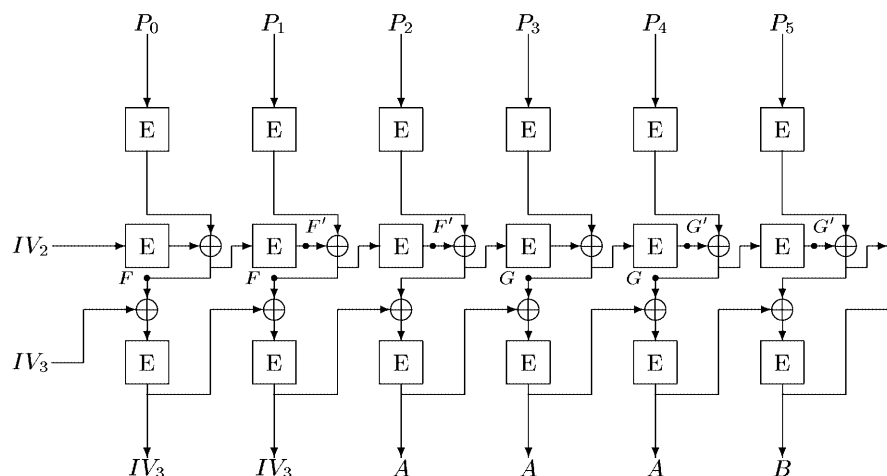 P₀ P₁ P₂ P₃ P₄ P₅
E E E E E E
F′ F′ G′ G′
IV₂ E E E E E E
F F G G
IV₃ E E E E E E
IV₃ IV₃ A A A B